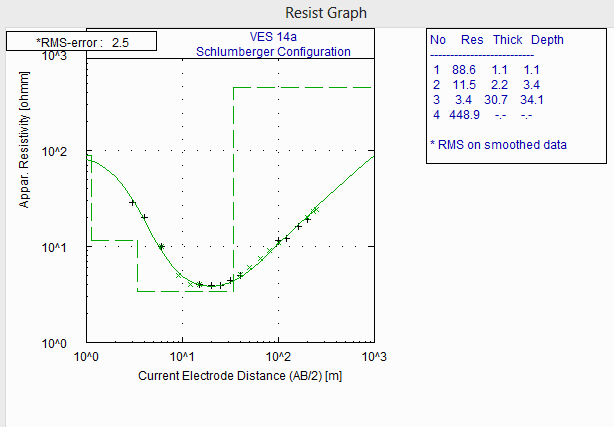 Resist Graph
*RMS-error : 2.5
VES 14a
Schlumberger Configuration
10^3
10^2
10^1
10^0
Appar. Resistivity [ohmm]
10^0 10^1 10^2 10^3
Current Electrode Distance (AB/2) [m]
No Res Thick Depth
---------------------------
1 88.6 1.1 1.1
2 11.5 2.2 3.4
3 3.4 30.7 34.1
4 448.9 -.- -.-
* RMS on smoothed data